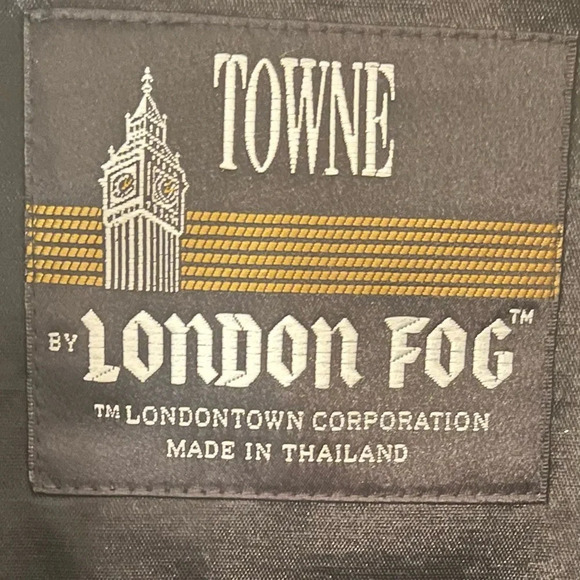 TOWNE
BY LONDON FOG™
™ LONDONTOWN CORPORATION
MADE IN THAILAND